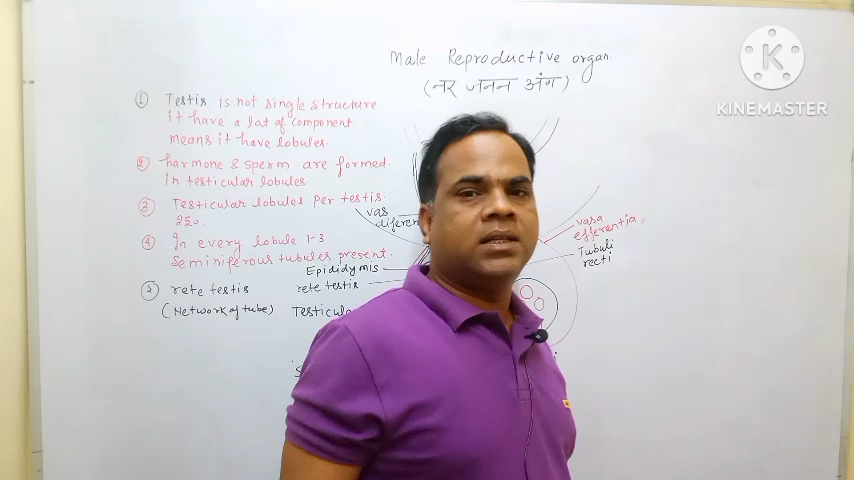 Male Reproductive organ
(नर जनन अंग)
K
KINEMASTER
① Testis is not single structure
it have a lat of component
means it have lobules.
② harmone & sperm are formed
In testicular lobules.
③ Testicular lobules per testis.
250.
④ In every lobule 1-3
Seminiferous tubules present.
⑤ rete testis
(Network of tube)
vas
diferen
Epididymis
rete testis
Testicul
vasa
efferentia
Tubuli
recti